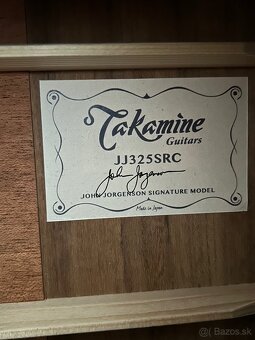 Takamine
Guitars
JJ325SRC
John Jorgenson
JOHN JORGENSON SIGNATURE MODEL
Made in Japan
@Bazos.sk